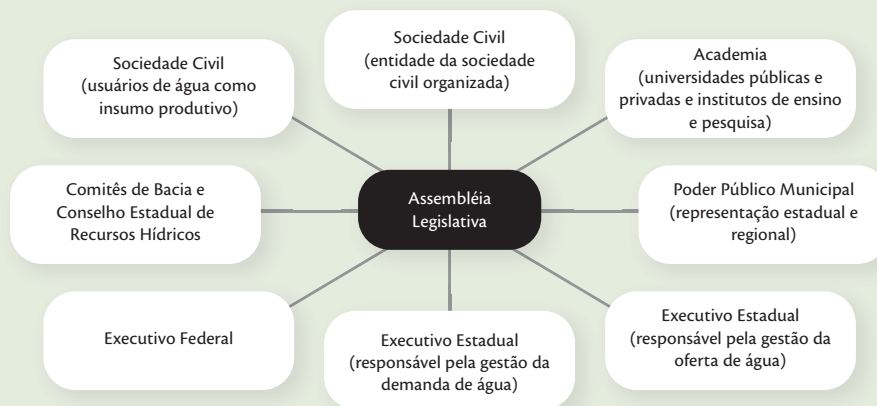 Sociedade Civil
(usuários de água como
insumo produtivo)
Sociedade Civil
(entidade da sociedade
civil organizada)
Academia
(universidades públicas e
privadas e institutos de ensino
e pesquisa)
Comitês de Bacia e
Conselho Estadual de
Recursos Hídricos
Assembléia
Legislativa
Poder Público Municipal
(representação estadual e
regional)
Executivo Federal
Executivo Estadual
(responsável pela gestão da
demanda de água)
Executivo Estadual
(responsável pela gestão da
oferta de água)